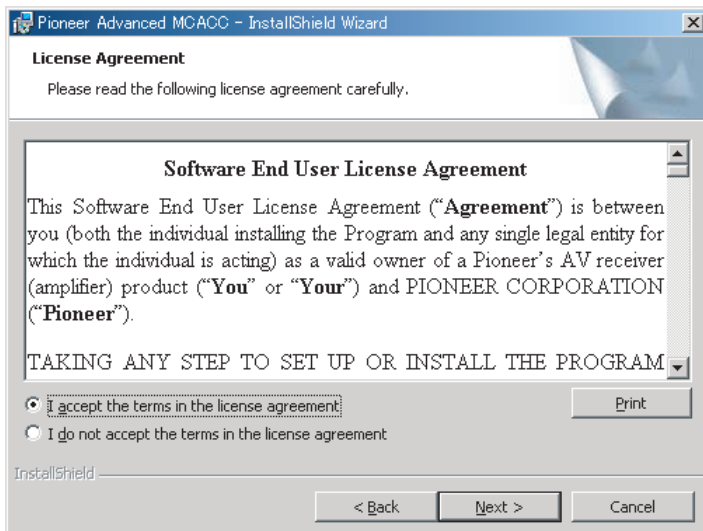 Pioneer Advanced MCACC - InstallShield Wizard
License Agreement
Please read the following license agreement carefully.
Software End User License Agreement
This Software End User License Agreement (“Agreement”) is between
you (both the individual installing the Program and any single legal entity for
which the individual is acting) as a valid owner of a Pioneer’s AV receiver
(amplifier) product (“You” or “Your”) and PIONEER CORPORATION
(“Pioneer”).
TAKING ANY STEP TO SET UP OR INSTALL THE PROGRAM
I accept the terms in the license agreement
Print
I do not accept the terms in the license agreement
InstallShield
< Back
Next >
Cancel